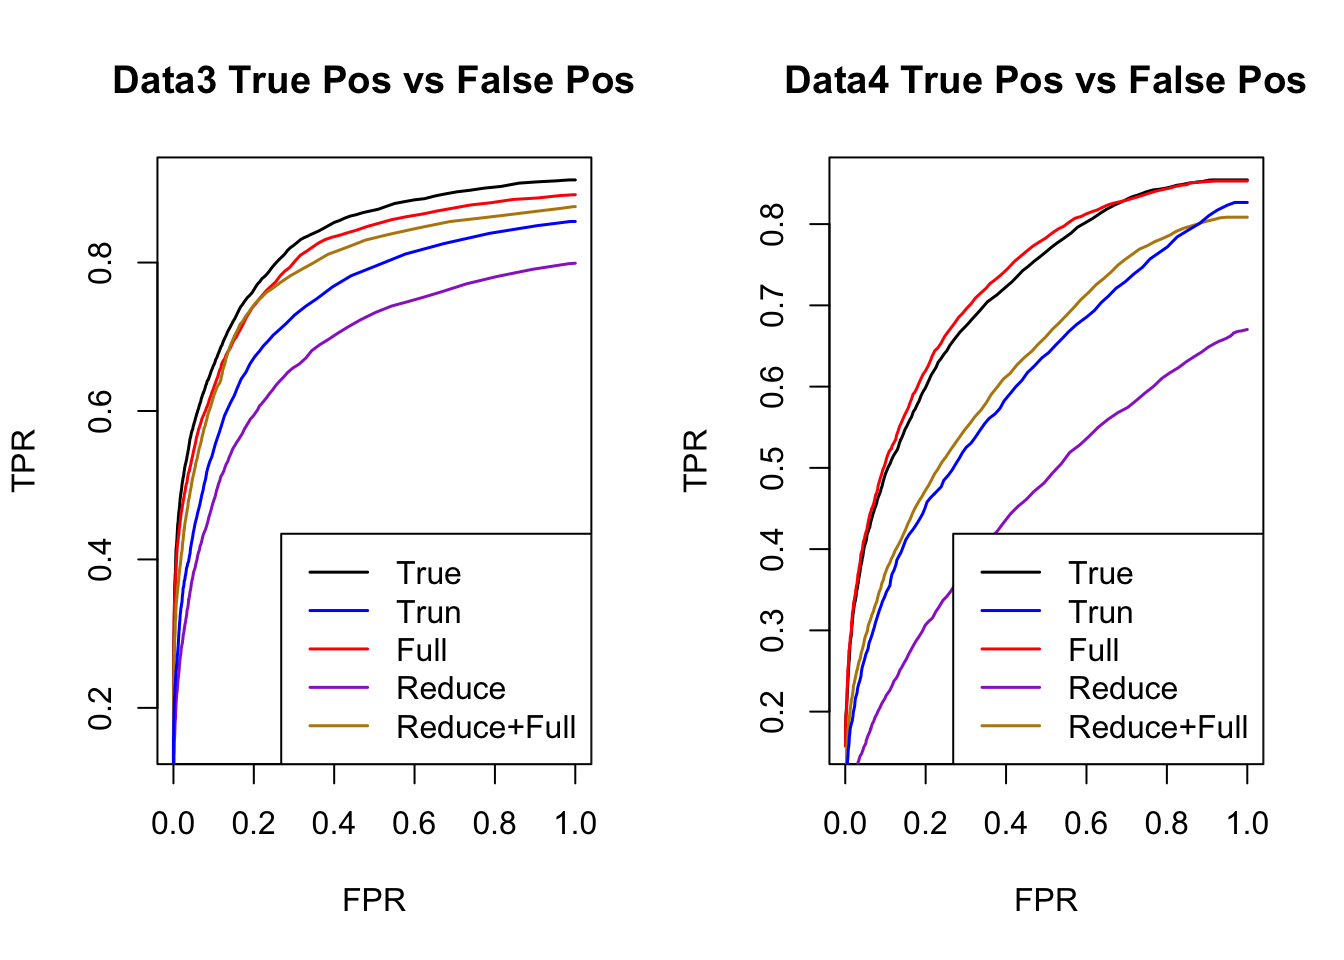 Data3 True Pos vs False Pos
TPR
0.8
0.6
0.4
0.2
True
Trun
Full
Reduce
Reduce+Full
0.0 0.2 0.4 0.6 0.8 1.0
FPR
Data4 True Pos vs False Pos
TPR
0.8
0.7
0.6
0.5
0.4
0.3
0.2
True
Trun
Full
Reduce
Reduce+Full
0.0 0.2 0.4 0.6 0.8 1.0
FPR